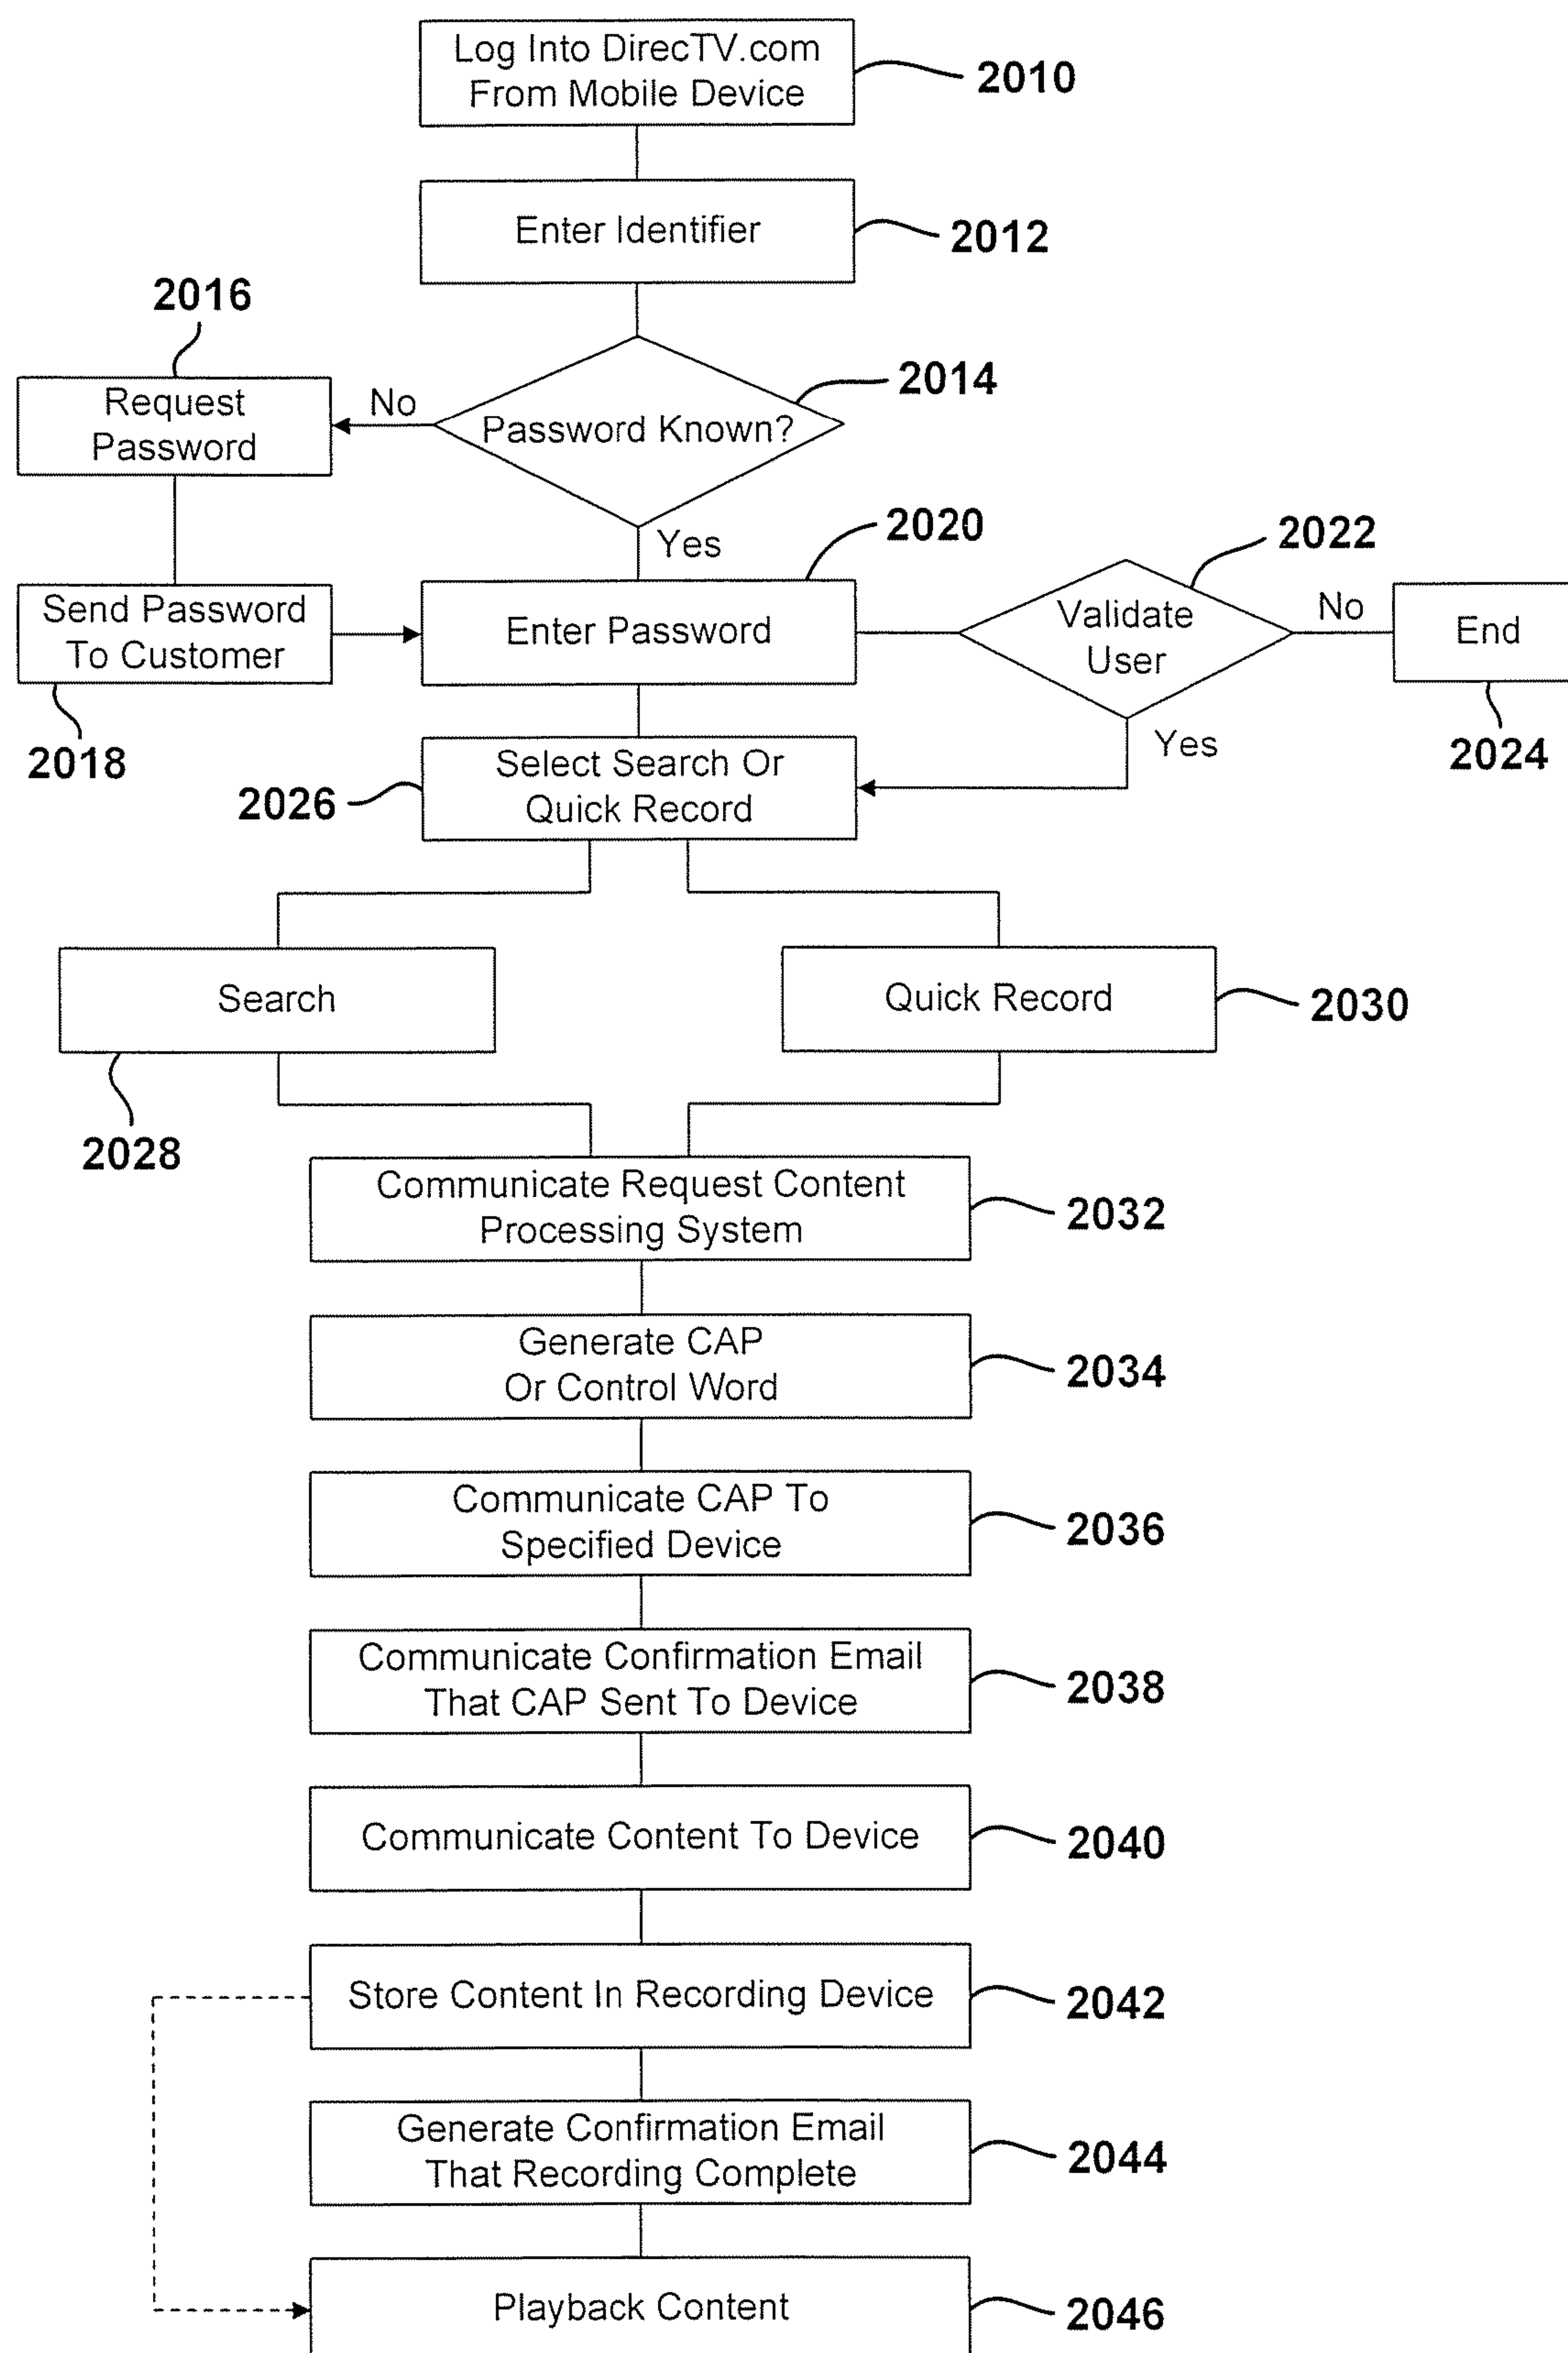 Log Into DirecTV.com
From Mobile Device
2010
Enter Identifier
2012
2016
Request
Password
No
Password Known?
2014
Yes
2020
2022
Send Password
To Customer
2018
Enter Password
Validate
User
No
End
2024
Yes
Select Search Or
Quick Record
2026
Search
2028
Quick Record
2030
Communicate Request Content
Processing System
2032
Generate CAP
Or Control Word
2034
Communicate CAP To
Specified Device
2036
Communicate Confirmation Email
That CAP Sent To Device
2038
Communicate Content To Device
2040
Store Content In Recording Device
2042
Generate Confirmation Email
That Recording Complete
2044
Playback Content
2046